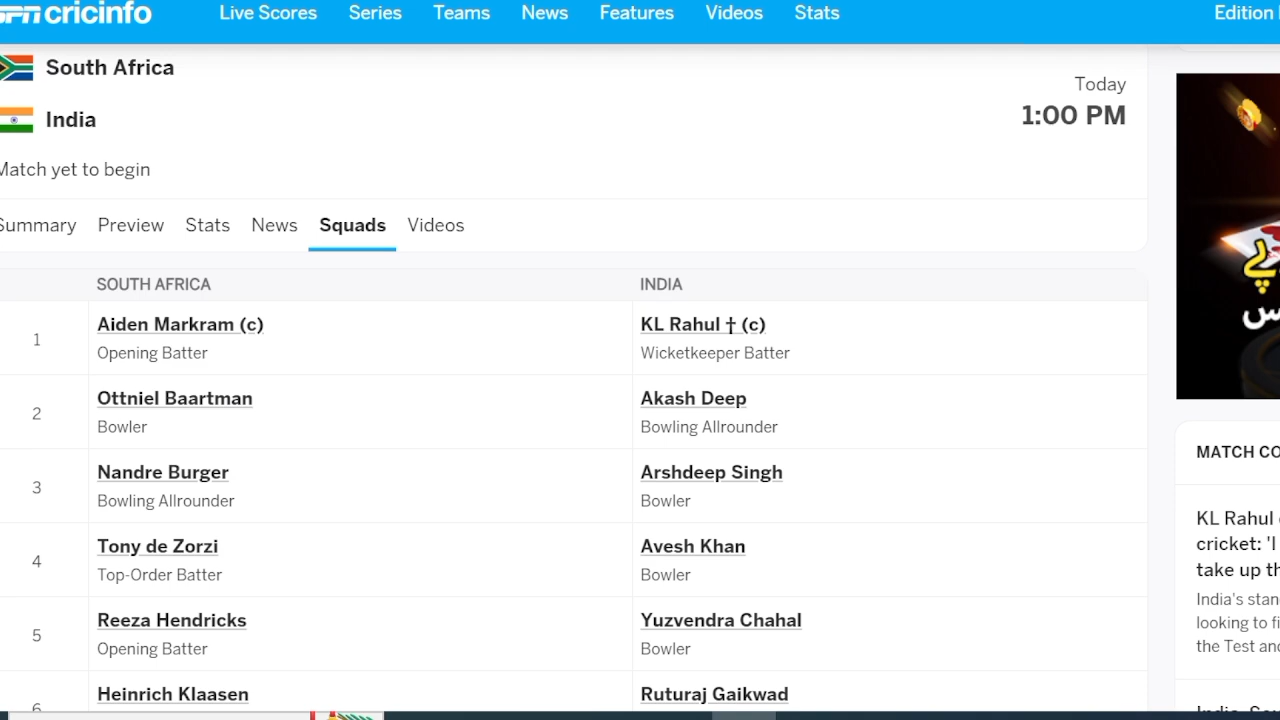 ESPN cricinfo Live Scores Series Teams News Features Videos Stats Edition
South Africa
India
Today
1:00 PM
Match yet to begin
Summary Preview Stats News Squads Videos
SOUTH AFRICA INDIA
1 Aiden Markram (c) KL Rahul † (c)
Opening Batter Wicketkeeper Batter
2 Ottniel Baartman Akash Deep
Bowler Bowling Allrounder
3 Nandre Burger Arshdeep Singh
Bowling Allrounder Bowler
4 Tony de Zorzi Avesh Khan
Top-Order Batter Bowler
5 Reeza Hendricks Yuzvendra Chahal
Opening Batter Bowler
6 Heinrich Klaasen Ruturaj Gaikwad
MATCH CO
KL Rahul
cricket: 'I
take up th
India's stan
looking to fi
the Test and